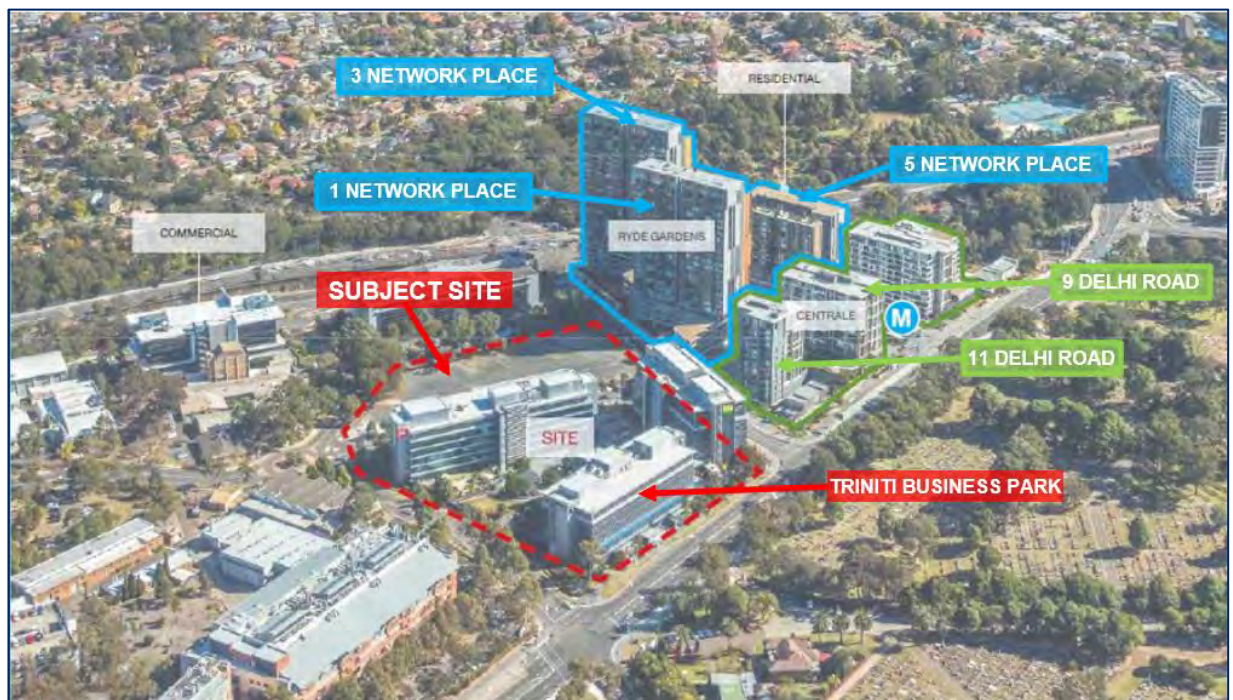 3 NETWORK PLACE
RESIDENTIAL
5 NETWORK PLACE
1 NETWORK PLACE
COMMERCIAL
RYDE GARDENS
SUBJECT SITE
9 DELHI ROAD
CENTRALE
M
11 DELHI ROAD
SITE
TRINITI BUSINESS PARK